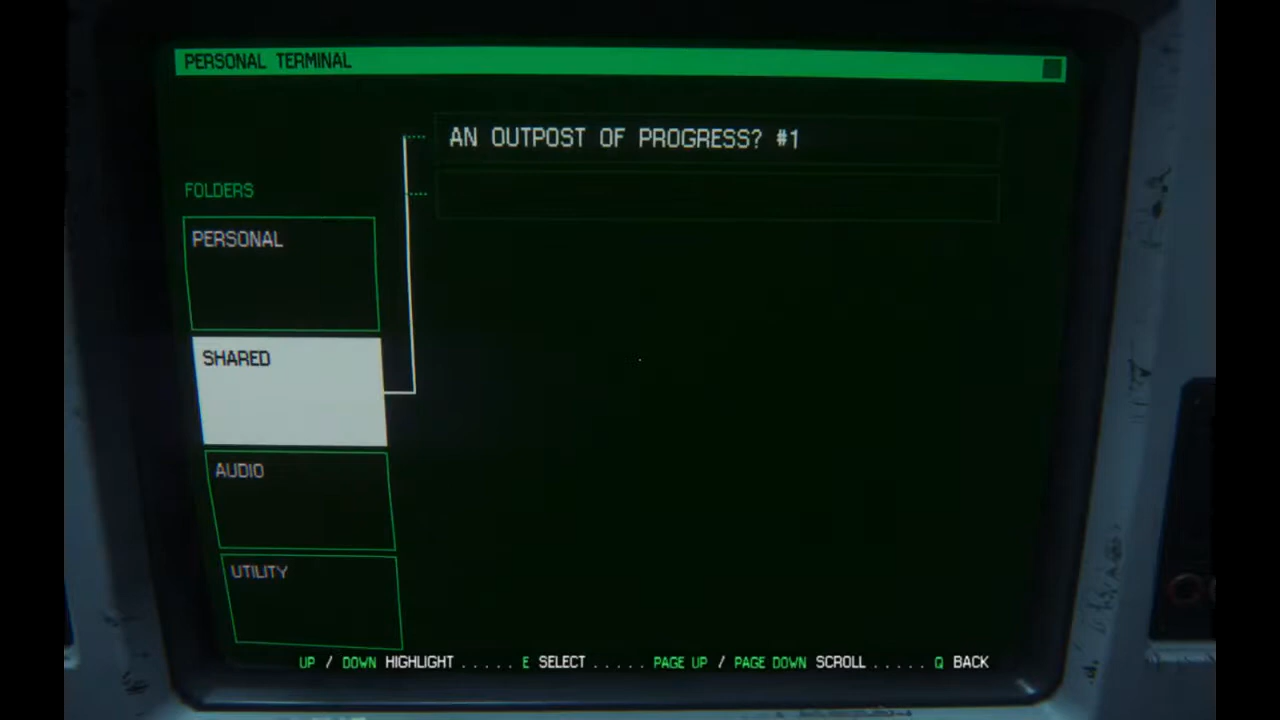 PERSONAL TERMINAL
AN OUTPOST OF PROGRESS? #1
FOLDERS
PERSONAL
SHARED
AUDIO
UTILITY
UP / DOWN HIGHLIGHT ..... E SELECT ..... PAGE UP / PAGE DOWN SCROLL ..... Q BACK